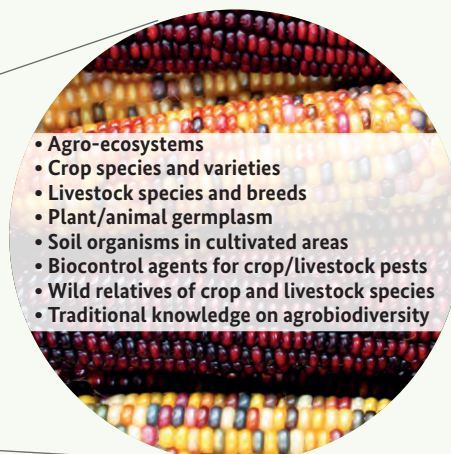 • Agro-ecosystems
• Crop species and varieties
• Livestock species and breeds
• Plant/animal germplasm
• Soil organisms in cultivated areas
• Biocontrol agents for crop/livestock pests
• Wild relatives of crop and livestock species
• Traditional knowledge on agrobiodiversity